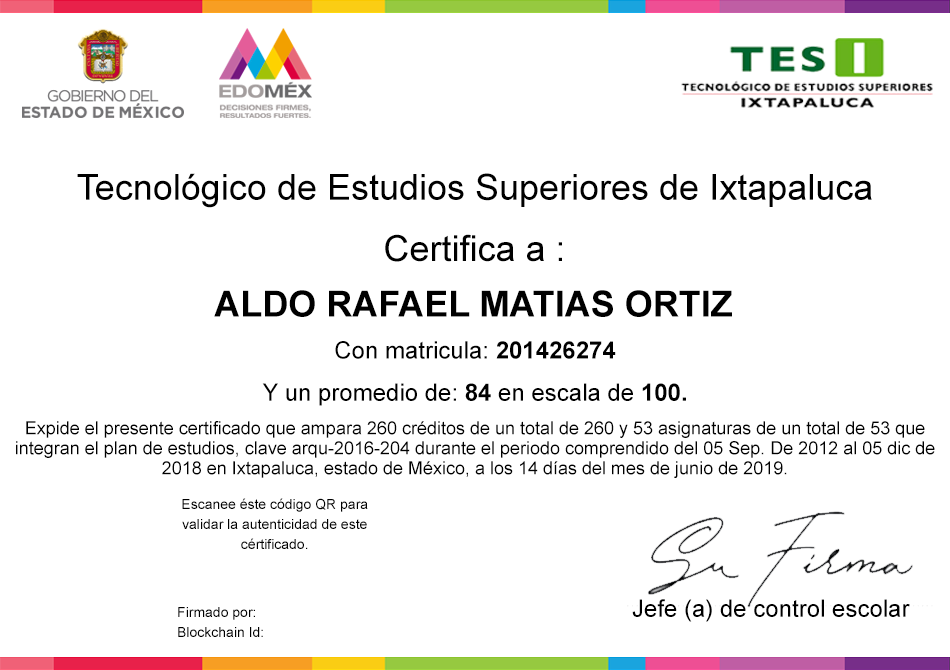 GOBIERNO DEL
ESTADO DE MÉXICO
EDOMÉX
DECISIONES FIRMES,
RESULTADOS FUERTES.
TESI
TECNOLÓGICO DE ESTUDIOS SUPERIORES
IXTAPALUCA
Tecnológico de Estudios Superiores de Ixtapaluca
Certifica a :
ALDO RAFAEL MATIAS ORTIZ
Con matricula: 201426274
Y un promedio de: 84 en escala de 100.
Expide el presente certificado que ampara 260 créditos de un total de 260 y 53 asignaturas de un total de 53 que
integran el plan de estudios, clave arqu-2016-204 durante el periodo comprendido del 05 Sep. De 2012 al 05 dic de
2018 en Ixtapaluca, estado de México, a los 14 días del mes de junio de 2019.
Escanee éste código QR para
validar la autenticidad de este
cértificado.
Su Firma
Jefe (a) de control escolar
Firmado por:
Blockchain Id: